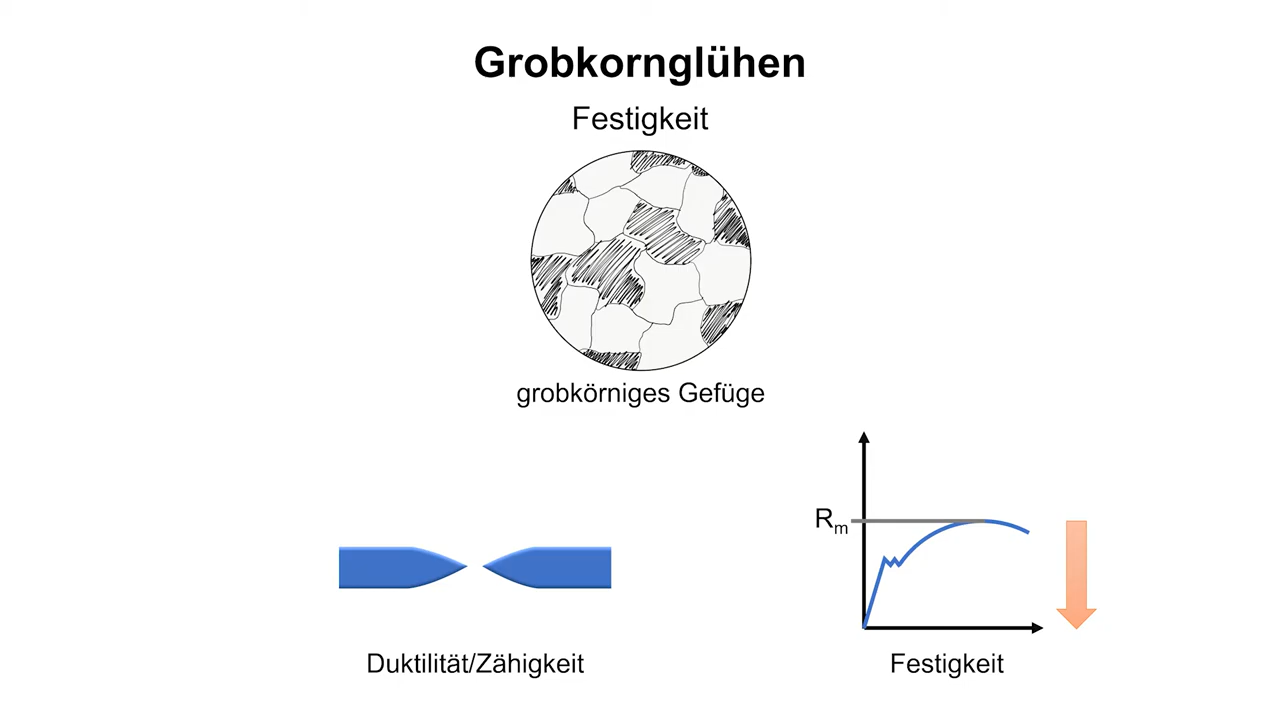 Grobkornglühen
Festigkeit
grobkörniges Gefüge
Rm
Duktilität/Zähigkeit
Festigkeit